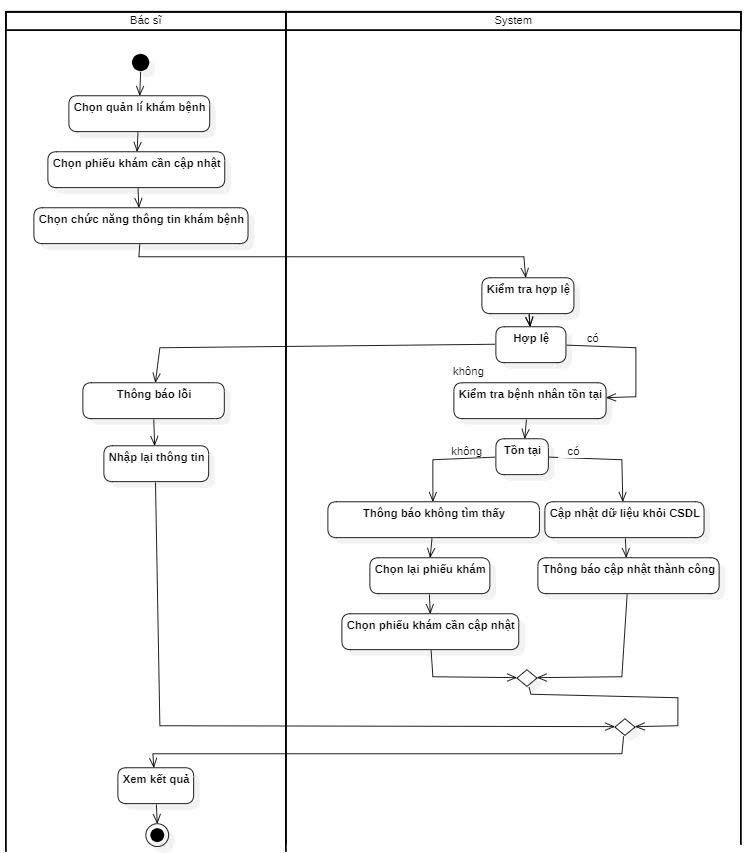 Bác sĩ
System
Chọn quản lí khám bệnh
Chọn phiếu khám cần cập nhật
Chọn chức năng thông tin khám bệnh
Kiểm tra hợp lệ
Hợp lệ
có
không
Thông báo lỗi
Kiểm tra bệnh nhân tồn tại
Nhập lại thông tin
không
Tồn tại
có
Thông báo không tìm thấy
Cập nhật dữ liệu khỏi CSDL
Chọn lại phiếu khám
Thông báo cập nhật thành công
Chọn phiếu khám cần cập nhật
Xem kết quả